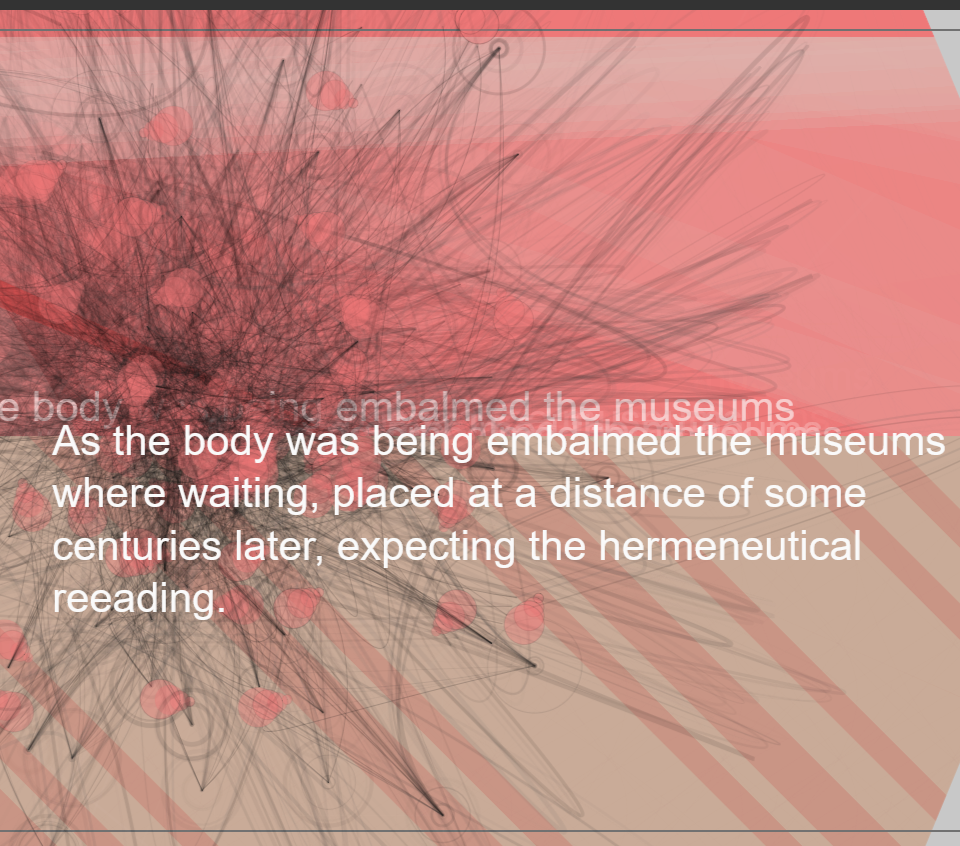 e body ing embalmed the museums
As the body was being embalmed the museums
where waiting, placed at a distance of some
centuries later, expecting the hermeneutical
reeading.